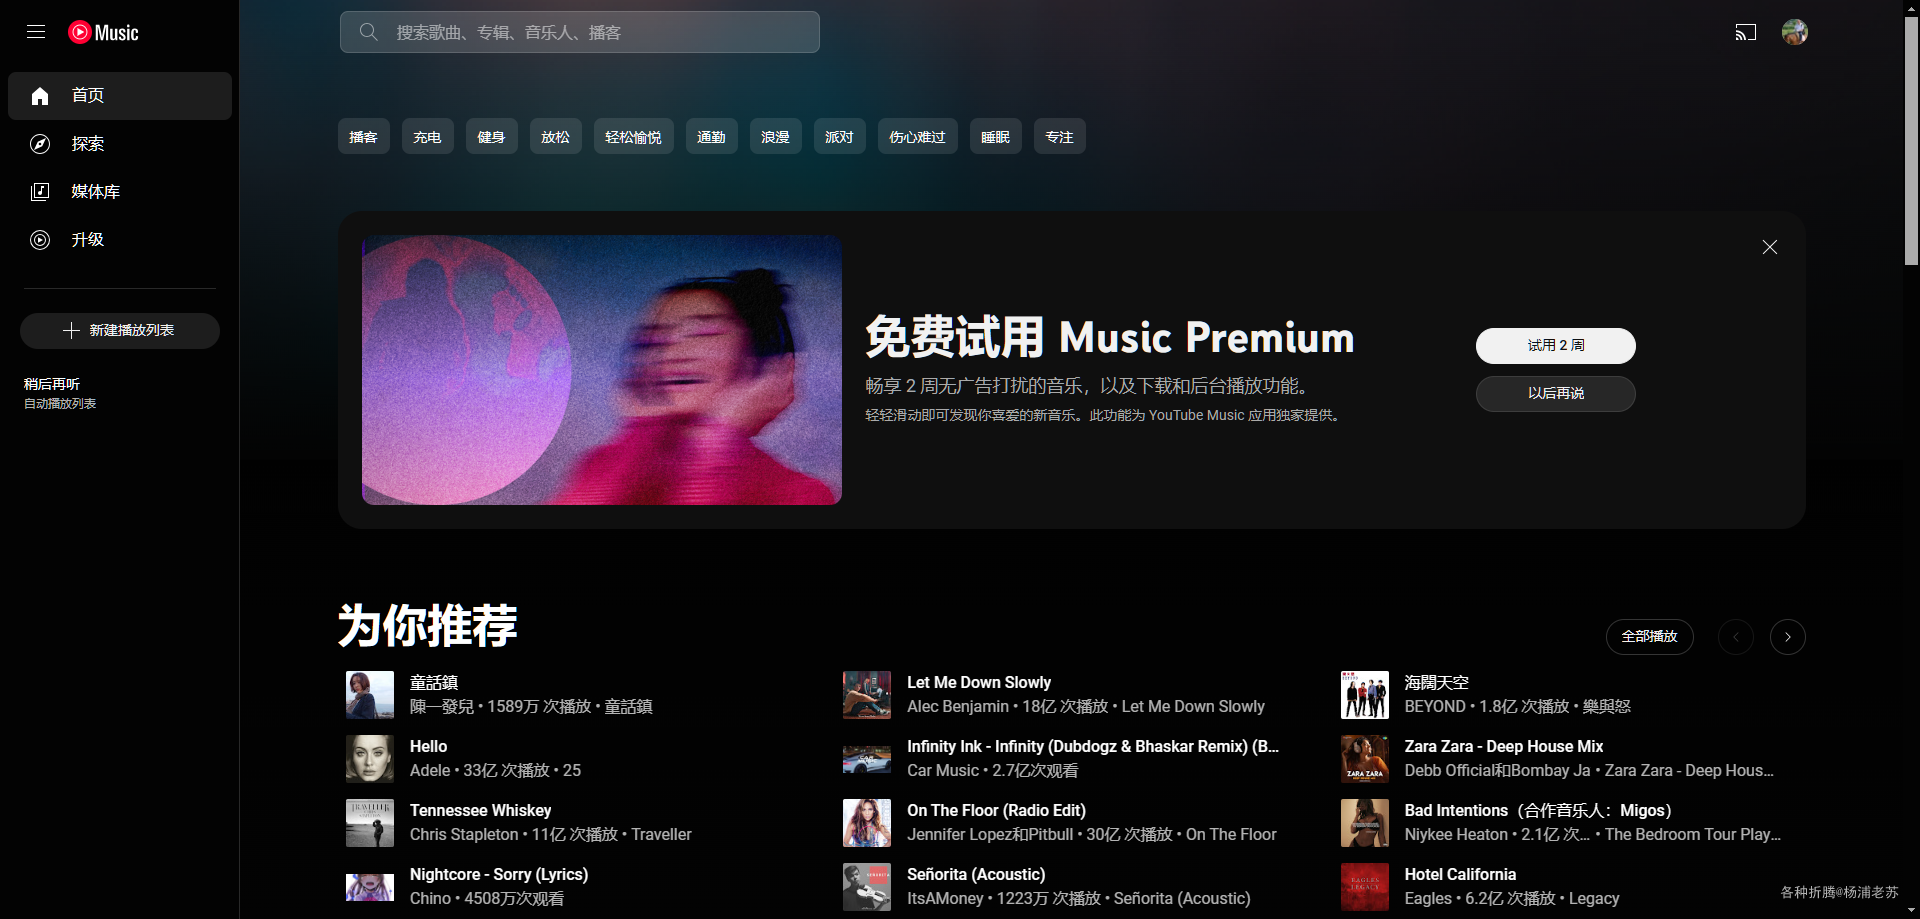 Music
搜索歌曲、专辑、音乐人、播客
首页
探索
媒体库
升级
新建播放列表
稍后再听
自动播放列表
播客
充电
健身
放松
轻松愉悦
通勤
浪漫
派对
伤心难过
睡眠
专注
免费试用 Music Premium
畅享 2 周无广告打扰的音乐，以及下载和后台播放功能。
轻轻滑动即可发现你喜爱的新音乐。此功能为 YouTube Music 应用独家提供。
试用 2 周
以后再说
为你推荐
全部播放
童話鎮
陳一發兒 • 1589万 次播放 • 童話鎮
Let Me Down Slowly
Alec Benjamin • 18亿 次播放 • Let Me Down Slowly
海闊天空
BEYOND • 1.8亿 次播放 • 樂與怒
Hello
Adele • 33亿 次播放 • 25
Infinity Ink - Infinity (Dubdogz & Bhaskar Remix) (B...
Car Music • 2.7亿次观看
ZARA ZARA
Zara Zara - Deep House Mix
Debb Official和Bombay Ja • Zara Zara - Deep Hous...
TRAVELLER
Tennessee Whiskey
Chris Stapleton • 11亿 次播放 • Traveller
On The Floor (Radio Edit)
Jennifer Lopez和Pitbull • 30亿 次播放 • On The Floor
Bad Intentions（合作音乐人：Migos）
Niykee Heaton • 2.1亿 次... • The Bedroom Tour Play...
Nightcore - Sorry (Lyrics)
Chino • 4508万次观看
Señorita (Acoustic)
ItsAMoney • 1223万 次播放 • Señorita (Acoustic)
EAGLES
LEGACY
Hotel California
Eagles • 6.2亿 次播放 • Legacy
各种折腾@杨浦老苏